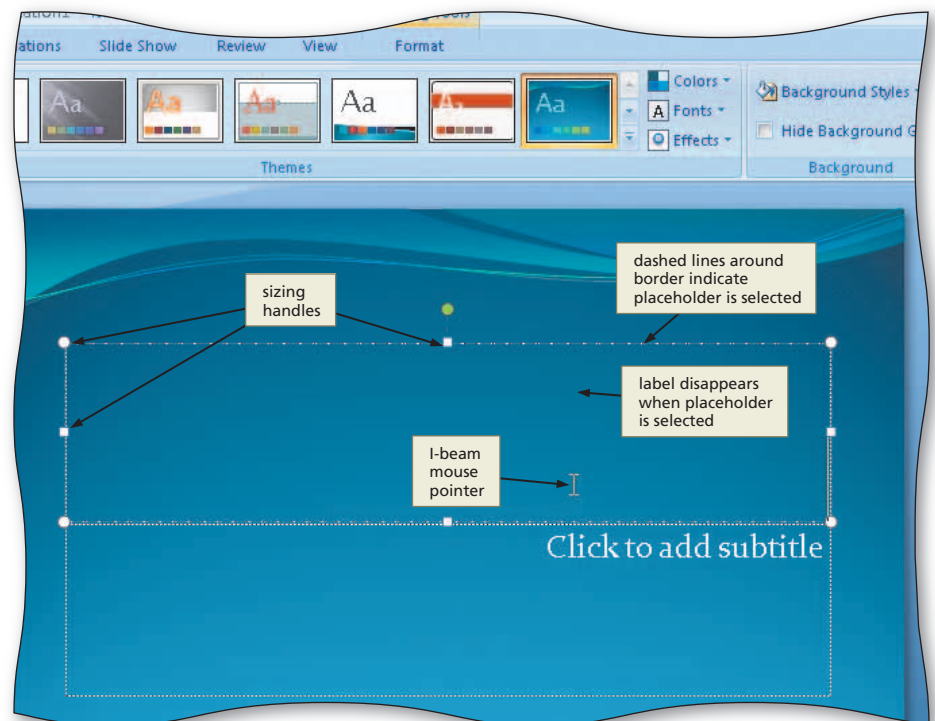 ations Slide Show Review View Format
Aa Aa Aa Aa Aa Aa
Colors
A Fonts
Effects
Background Styles
Hide Background G
Themes
Background
sizing
handles
dashed lines around
border indicate
placeholder is selected
label disappears
when placeholder
is selected
I-beam
mouse
pointer
Click to add subtitle